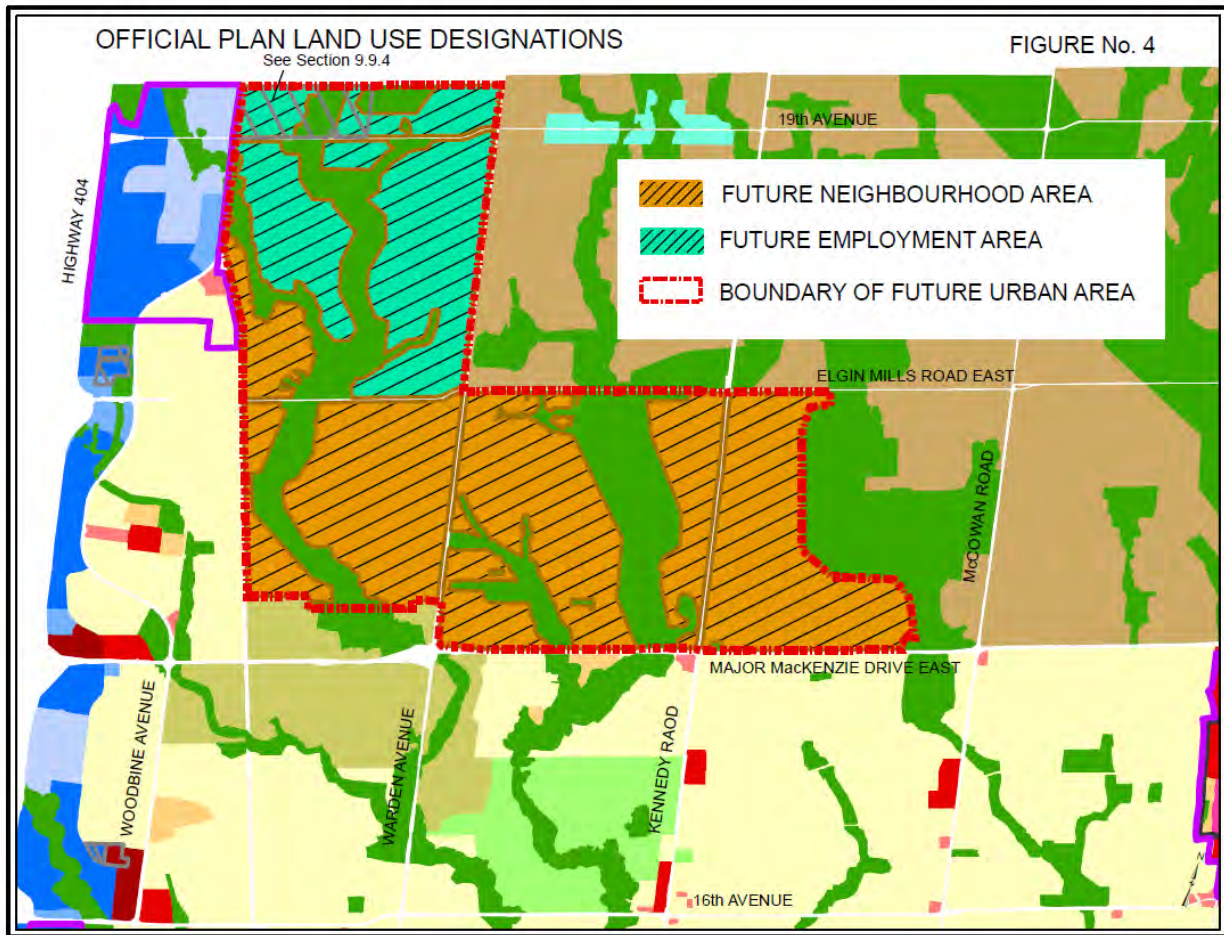 OFFICIAL PLAN LAND USE DESIGNATIONS
FIGURE No. 4
See Section 9.9.4
19th AVENUE
HIGHWAY 404
FUTURE NEIGHBOURHOOD AREA
FUTURE EMPLOYMENT AREA
BOUNDARY OF FUTURE URBAN AREA
ELGIN MILLS ROAD EAST
McCOWAN ROAD
MAJOR MacKENZIE DRIVE EAST
WOODBINE AVENUE
WARDEN AVENUE
KENNEDY RAOD
16th AVENUE
N